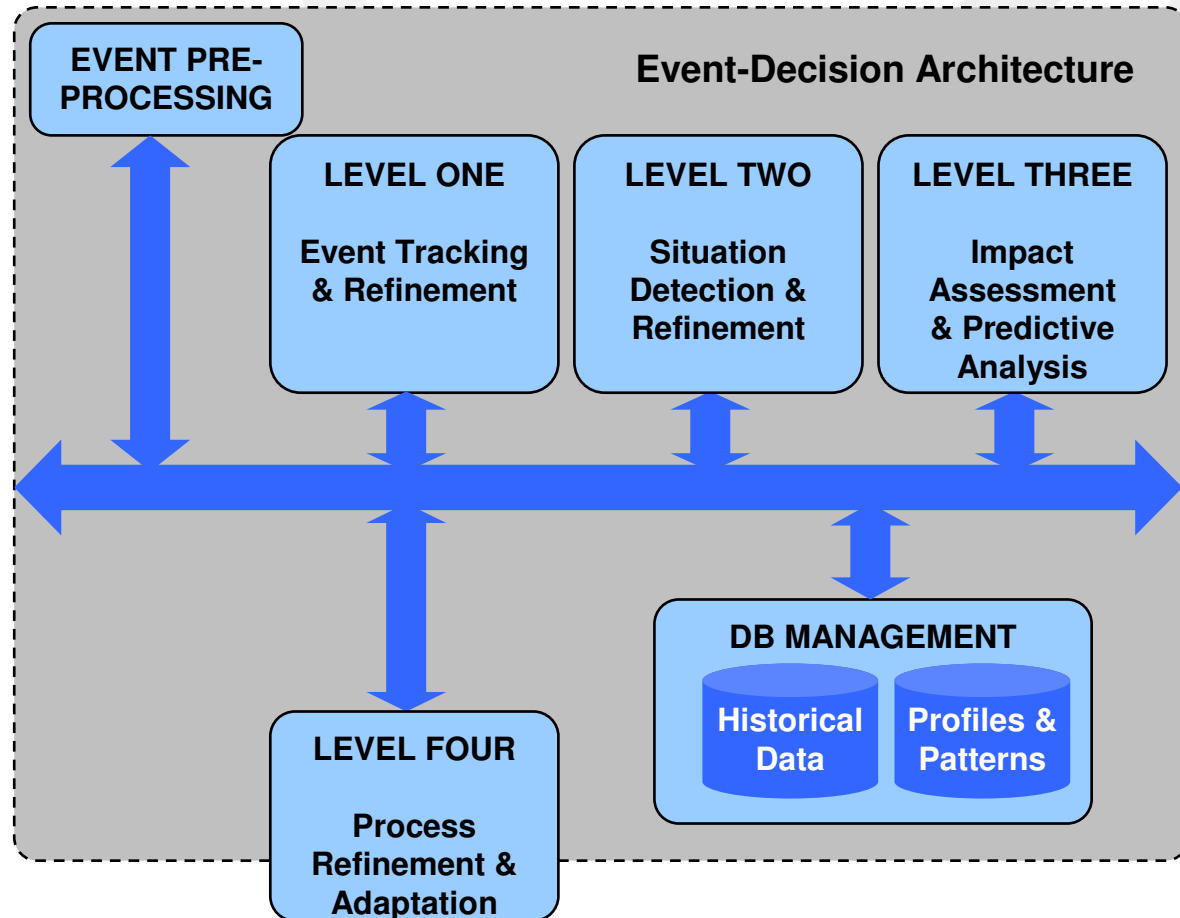 EVENT PRE-
PROCESSING
Event-Decision Architecture
LEVEL ONE
Event Tracking
& Refinement
LEVEL TWO
Situation
Detection &
Refinement
LEVEL THREE
Impact
Assessment
& Predictive
Analysis
DB MANAGEMENT
Historical
Data
Profiles &
Patterns
LEVEL FOUR
Process
Refinement &
Adaptation